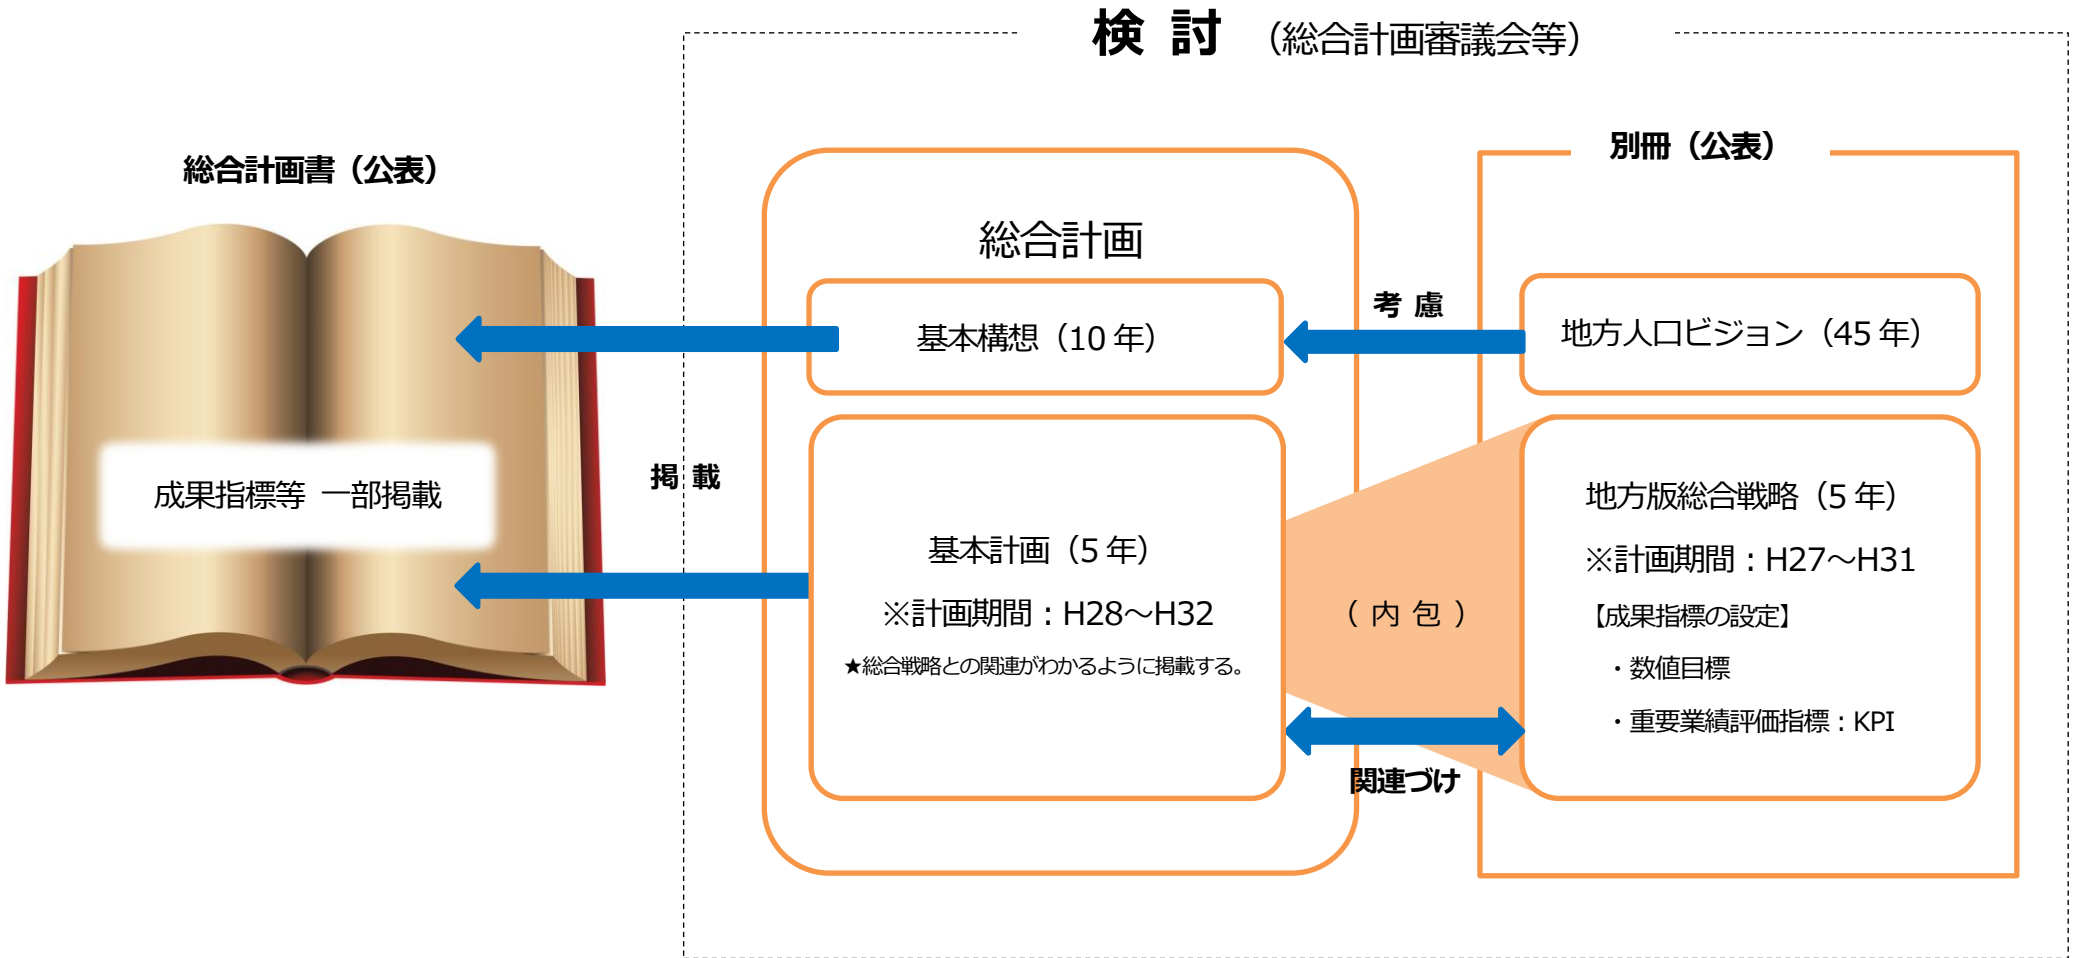 検 討 （総合計画審議会等）
総合計画書（公表）
成果指標等 一部掲載
掲 載
総合計画
基本構想（10 年）
基本計画（5 年）
※計画期間：H28～H32
★総合戦略との関連がわかるように掲載する。
考 慮
（ 内 包 ）
関連づけ
別冊（公表）
地方人口ビジョン（45 年）
地方版総合戦略（5 年）
※計画期間：H27～H31
【成果指標の設定】
・数値目標
・重要業績評価指標：KPI